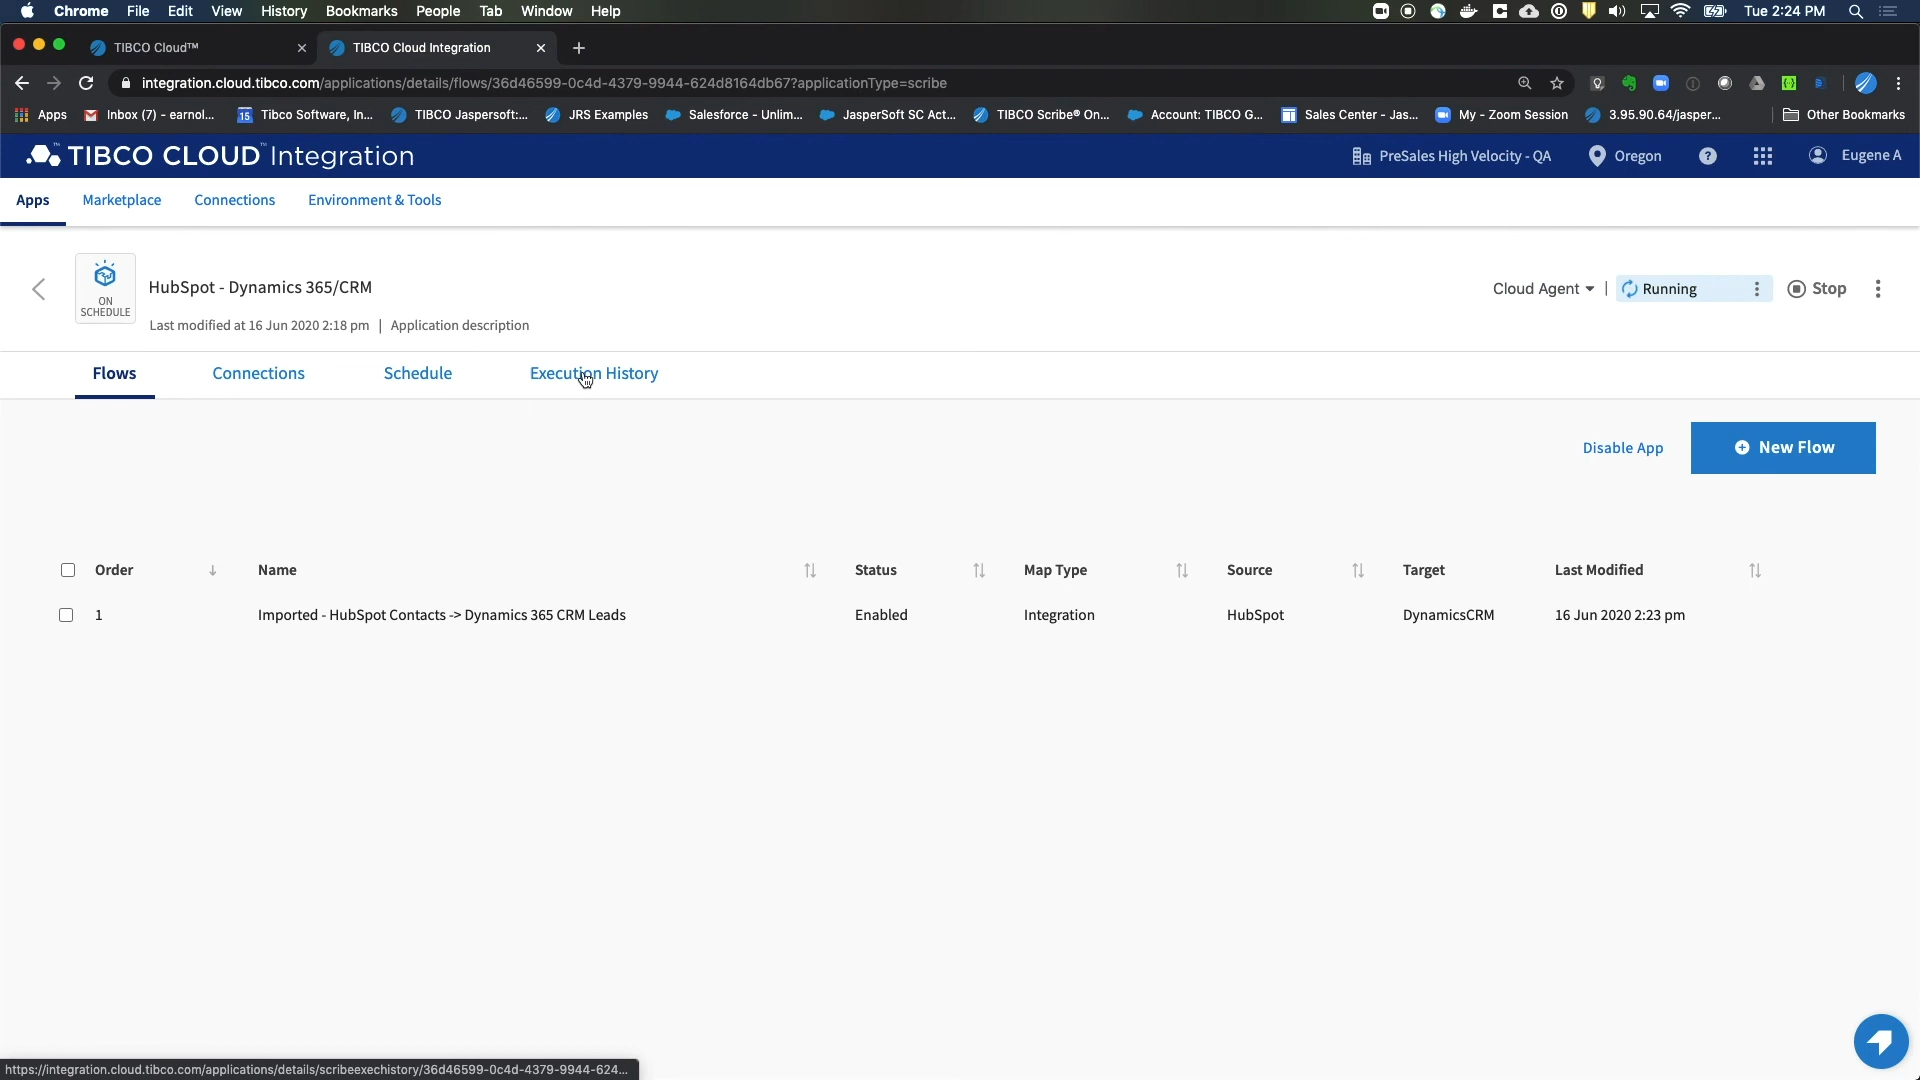 Chrome File Edit View History Bookmarks People Tab Window Help Tue 2:24 PM
TIBCO Cloud™ TIBCO Cloud Integration
integration.cloud.tibco.com/applications/details/flows/36d46599-0c4d-4379-9944-624d8164db67?applicationType=scribe
Apps Inbox (7) - earnol... 15 Tibco Software, In... TIBCO Jaspersoft:... JRS Examples Salesforce - Unlim... JasperSoft SC Act... TIBCO Scribe® On... Account: TIBCO G... Sales Center - Jas... My - Zoom Session 3.95.90.64/jasper... Other Bookmarks
TIBCO CLOUD™ Integration PreSales High Velocity - QA Oregon ? Eugene A
Apps Marketplace Connections Environment & Tools
ON
SCHEDULE
HubSpot - Dynamics 365/CRM
Last modified at 16 Jun 2020 2:18 pm | Application description
Cloud Agent | Running Stop
Flows Connections Schedule Execution History
Disable App New Flow
Order Name Status Map Type Source Target Last Modified
1 Imported - HubSpot Contacts -> Dynamics 365 CRM Leads Enabled Integration HubSpot DynamicsCRM 16 Jun 2020 2:23 pm
https://integration.cloud.tibco.com/applications/details/scribeexechistory/36d46599-0c4d-4379-9944-624...